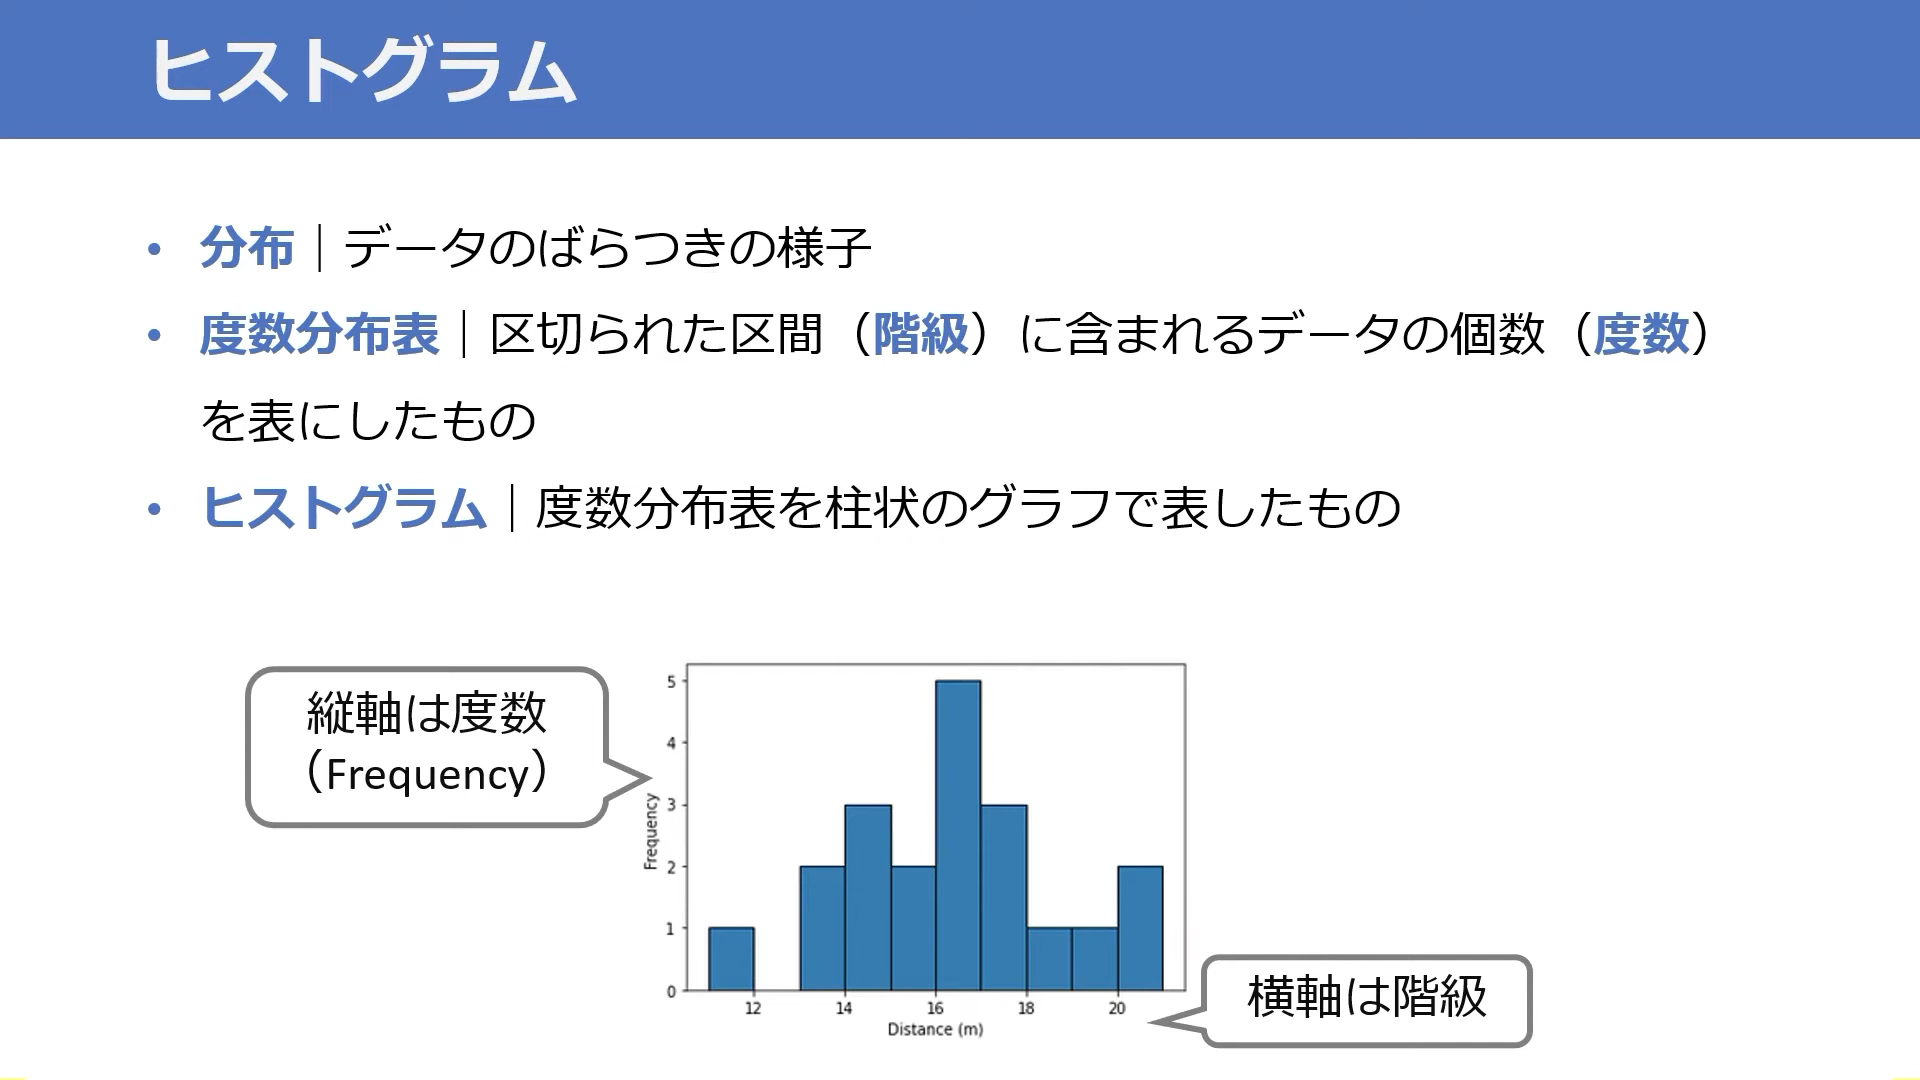 ヒストグラム
• 分布｜データのばらつきの様子
• 度数分布表｜区切られた区間（階級）に含まれるデータの個数（度数）
を表にしたもの
• ヒストグラム｜度数分布表を柱状のグラフで表したもの
縦軸は度数
（Frequency）
Frequency
5
4
3
2
1
0
12 14 16 18 20
Distance (m)
横軸は階級